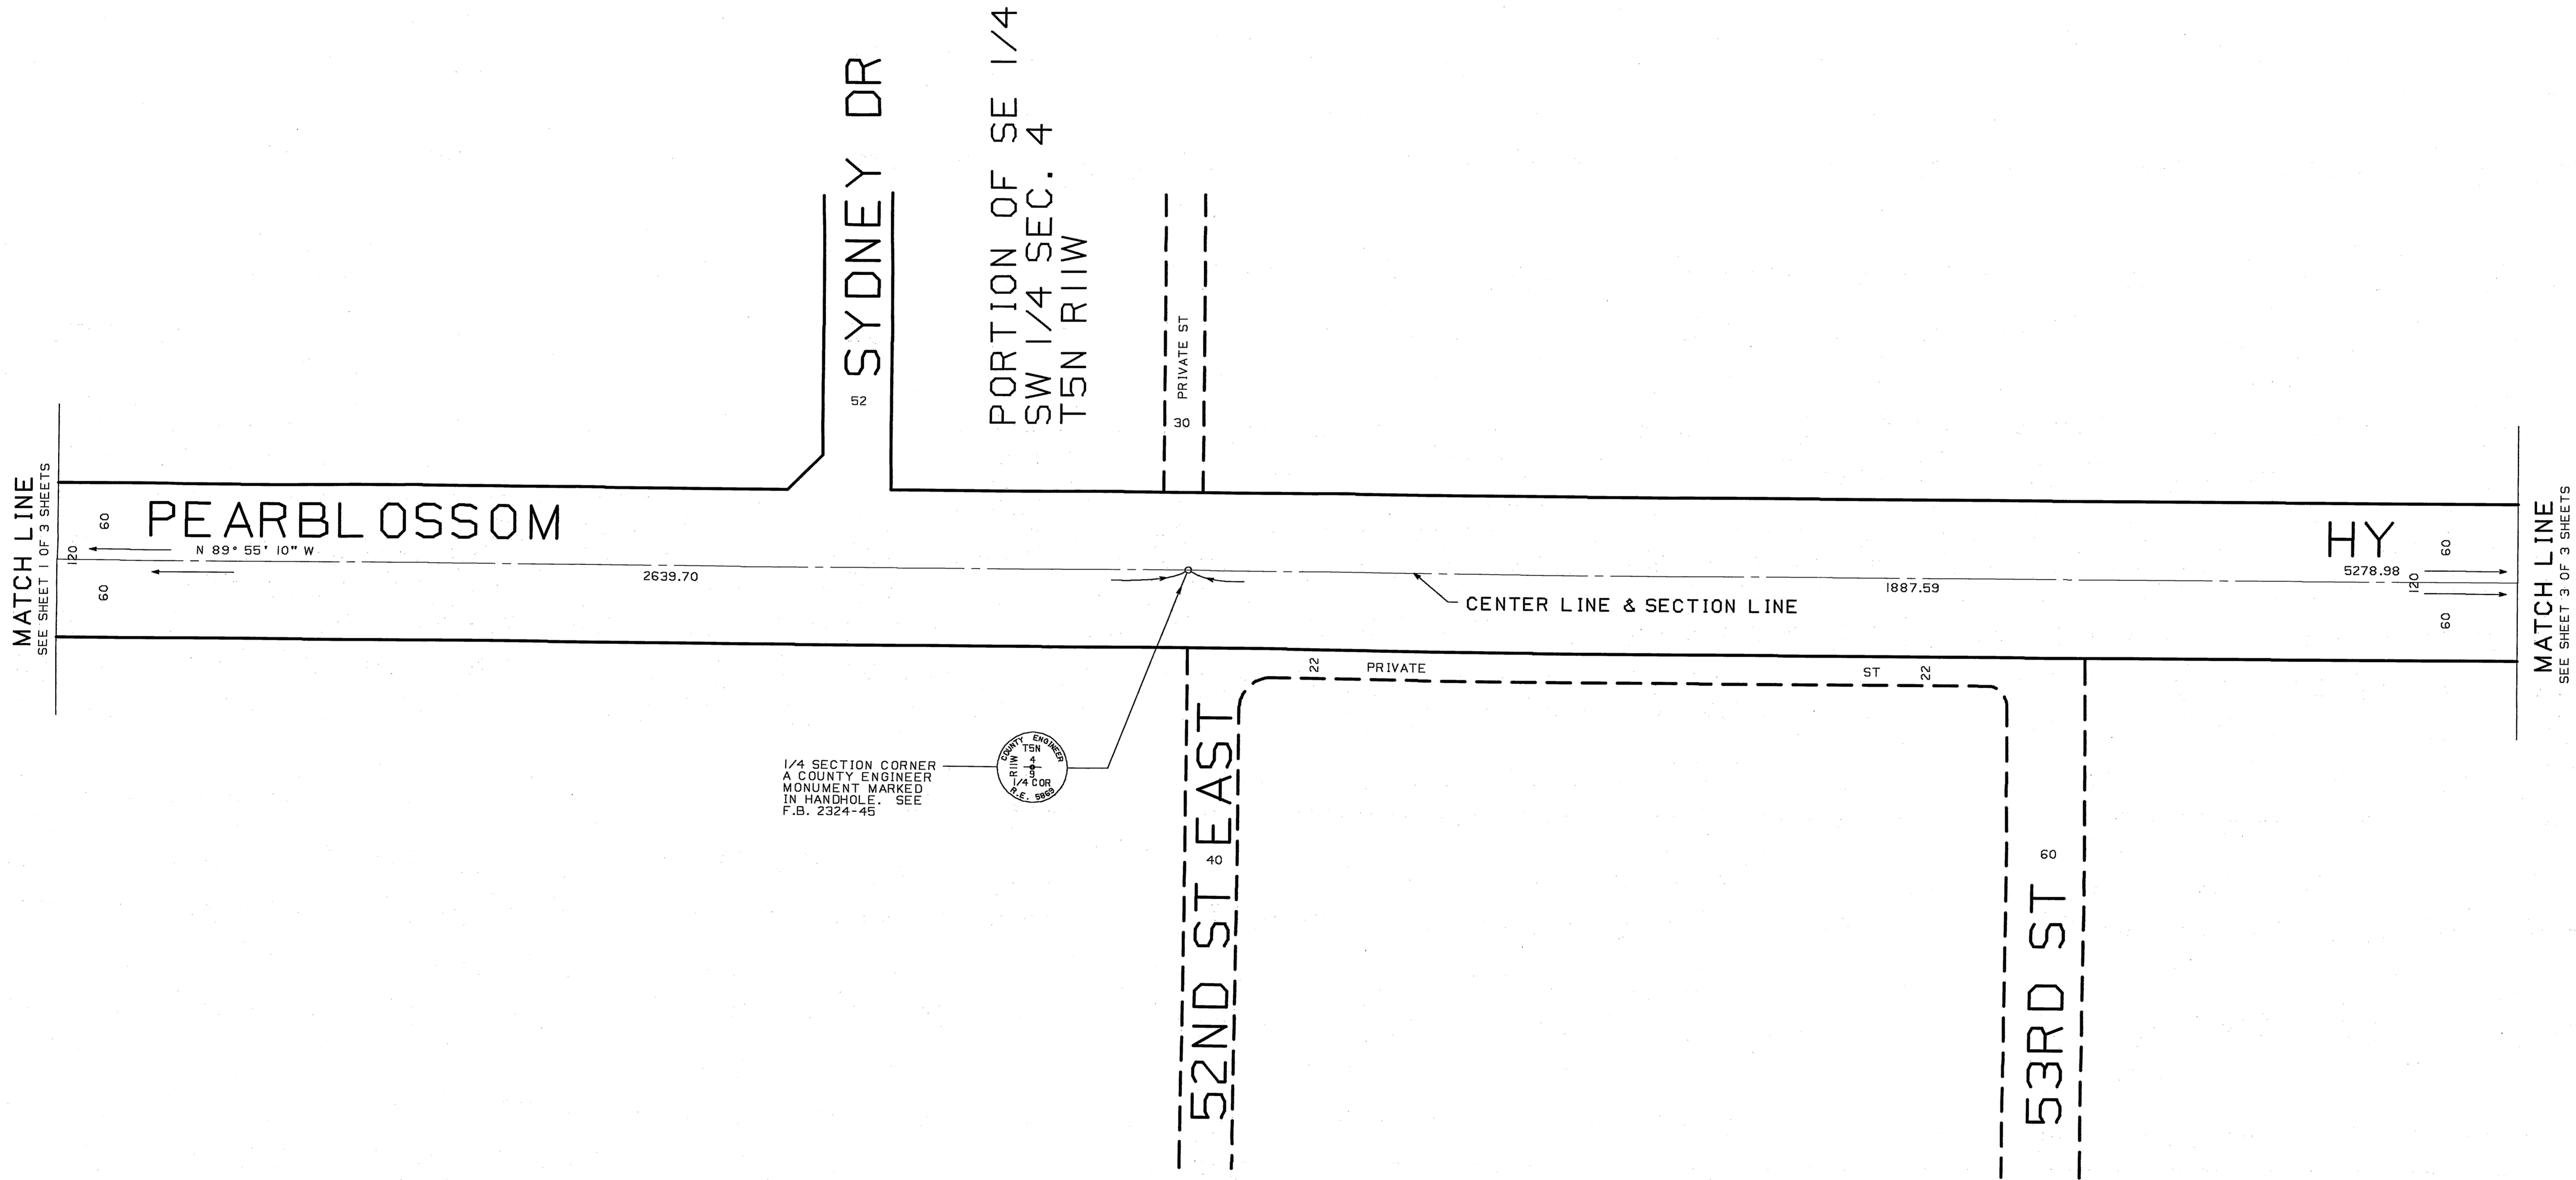 SYDNEY DR
52
PORTION OF SE 1/4
SW 1/4 SEC. 4
T5N R11W
PRIVATE ST
30
MATCH LINE
SEE SHEET 1 OF 3 SHEETS
60
120
60
PEARBLOSSOM
N 89° 55' 10" W
2639.70
CENTER LINE & SECTION LINE
1887.59
HY
5278.98
60
120
60
MATCH LINE
SEE SHEET 3 OF 3 SHEETS
22
PRIVATE
ST
22
1/4 SECTION CORNER
A COUNTY ENGINEER
MONUMENT MARKED
IN HANDHOLE. SEE
F.B. 2324-45
COUNTY ENGINEER
T5N
R11W
4
9
1/4 COR
R.E. 5869
52ND ST EAST
40
53RD ST
60